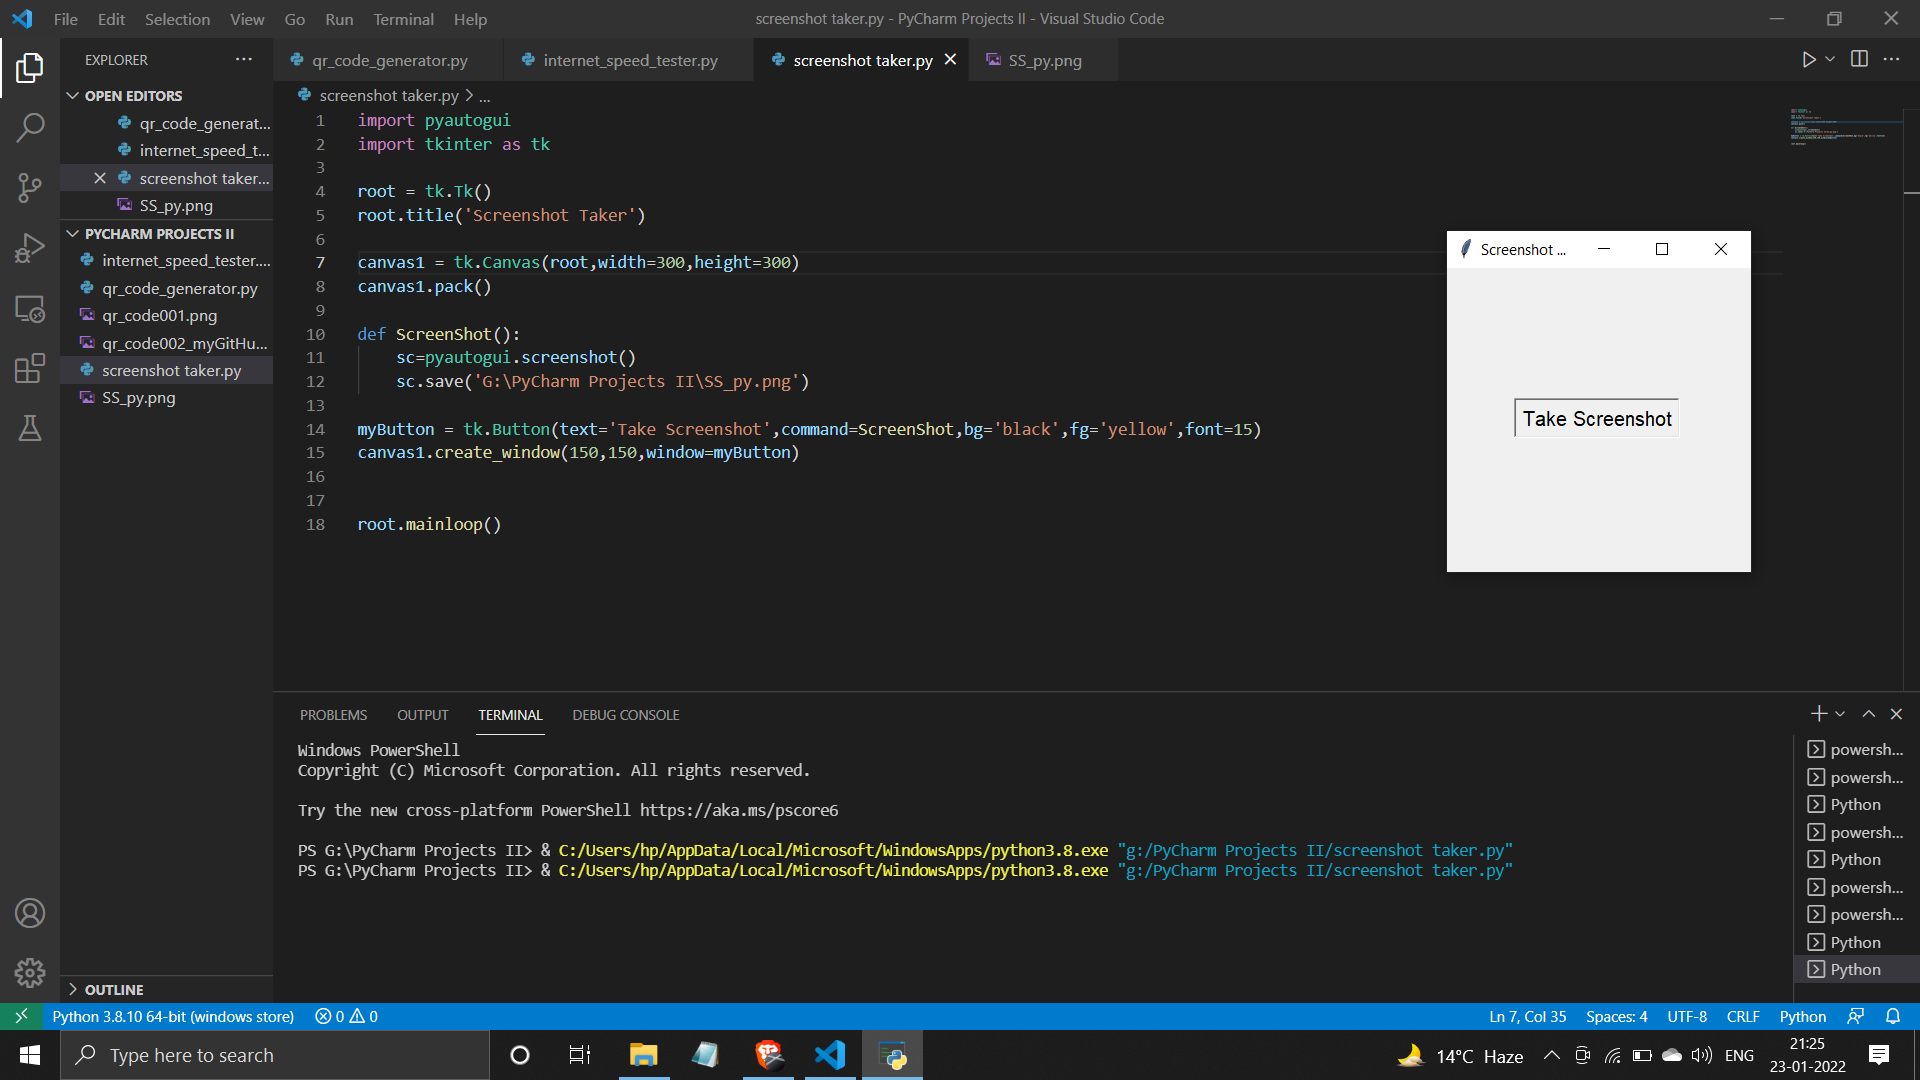 File Edit Selection View Go Run Terminal Help
screenshot taker.py - PyCharm Projects II - Visual Studio Code
EXPLORER
OPEN EDITORS
qr_code_generat...
internet_speed_t...
screenshot taker...
SS_py.png
PYCHARM PROJECTS II
internet_speed_tester....
qr_code_generator.py
qr_code001.png
qr_code002_myGitHu...
screenshot taker.py
SS_py.png
OUTLINE
qr_code_generator.py
internet_speed_tester.py
screenshot taker.py
SS_py.png
screenshot taker.py > ...
1 import pyautogui
2 import tkinter as tk
3
4 root = tk.Tk()
5 root.title('Screenshot Taker')
6
7 canvas1 = tk.Canvas(root,width=300,height=300)
8 canvas1.pack()
9
10 def ScreenShot():
11 sc=pyautogui.screenshot()
12 sc.save('G:\PyCharm Projects II\SS_py.png')
13
14 myButton = tk.Button(text='Take Screenshot',command=ScreenShot,bg='black',fg='yellow',font=15)
15 canvas1.create_window(150,150,window=myButton)
16
17
18 root.mainloop()
Screenshot ...
Take Screenshot
PROBLEMS OUTPUT TERMINAL DEBUG CONSOLE
Windows PowerShell
Copyright (C) Microsoft Corporation. All rights reserved.
Try the new cross-platform PowerShell https://aka.ms/pscore6
PS G:\PyCharm Projects II> & C:/Users/hp/AppData/Local/Microsoft/WindowsApps/python3.8.exe "g:/PyCharm Projects II/screenshot taker.py"
PS G:\PyCharm Projects II> & C:/Users/hp/AppData/Local/Microsoft/WindowsApps/python3.8.exe "g:/PyCharm Projects II/screenshot taker.py"
powersh...
powersh...
Python
powersh...
Python
powersh...
powersh...
Python
Python
Python 3.8.10 64-bit (windows store) 0 0
Ln 7, Col 35 Spaces: 4 UTF-8 CRLF Python
Type here to search
14°C Haze
ENG
21:25
23-01-2022